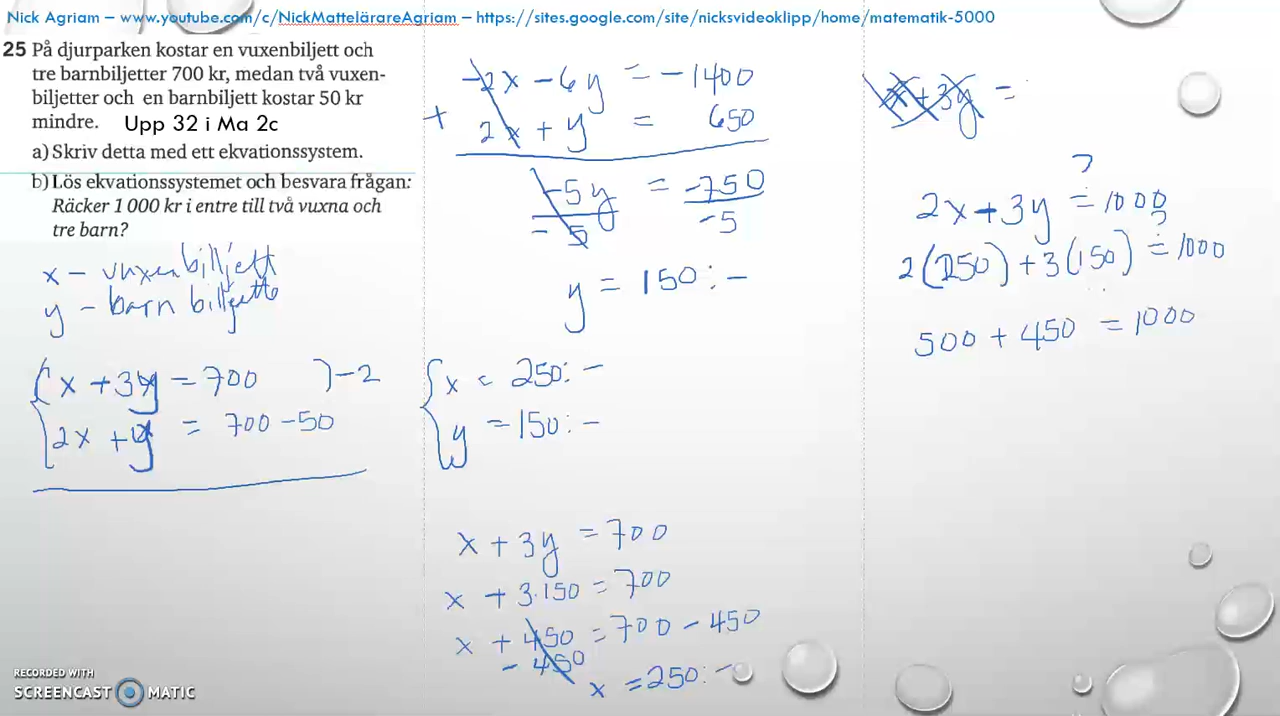 Nick Agriam – www.youtube.com/c/NickMattelärareAgriam – https://sites.google.com/site/nicksvideoklipp/home/matematik-5000
25 På djurparken kostar en vuxenbiljett och
tre barnbiljetter 700 kr, medan två vuxen-
biljetter och en barnbiljett kostar 50 kr
mindre. Upp 32 i Ma 2c
a) Skriv detta med ett ekvationssystem.
b) Lös ekvationssystemet och besvara frågan:
Räcker 1 000 kr i entre till två vuxna och
tre barn?
x – vuxenbilljett
y – barn billjette
x + 3y = 700 ) -2
2x + y = 700 - 50
-2x - 6y = -1400
+ 2x + y = 650
-5y = -750
-5 -5
y = 150:-
x = 250:-
y = 150:-
x + 3y = 700
x + 3·150 = 700
x + 450 = 700 - 450
- 450
x = 250:-
x + 3y =
?
2x + 3y = 1000
?
2(250) + 3(150) = 1000
500 + 450 = 1000
RECORDED WITH
SCREENCAST MATIC